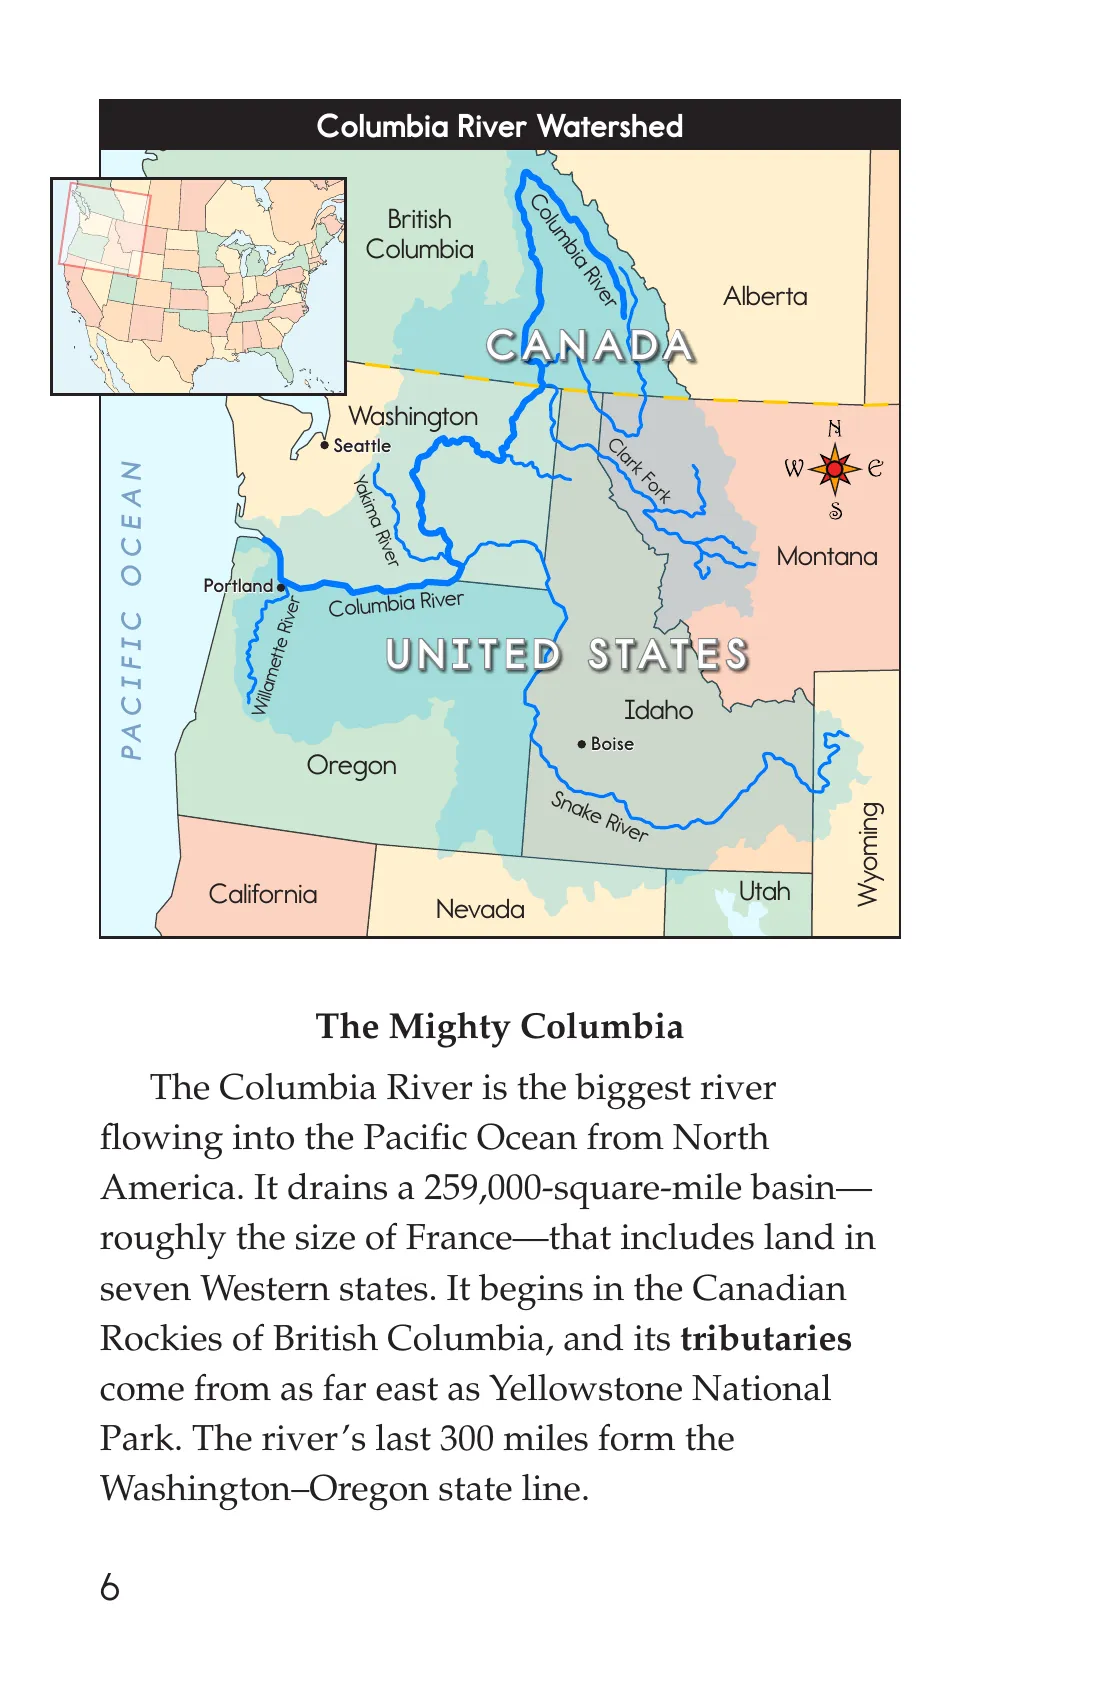 Columbia River Watershed
British
Columbia
Columbia River
Alberta
CANADA
Washington
Seattle
Clark Fork
N
W
E
S
Yakima River
PACIFIC OCEAN
Montana
Portland
Columbia River
Willamette River
UNITED STATES
Idaho
Boise
Oregon
Snake River
Wyoming
California
Nevada
Utah
The Mighty Columbia
The Columbia River is the biggest river
flowing into the Pacific Ocean from North
America. It drains a 259,000-square-mile basin—
roughly the size of France—that includes land in
seven Western states. It begins in the Canadian
Rockies of British Columbia, and its tributaries
come from as far east as Yellowstone National
Park. The river’s last 300 miles form the
Washington–Oregon state line.
6